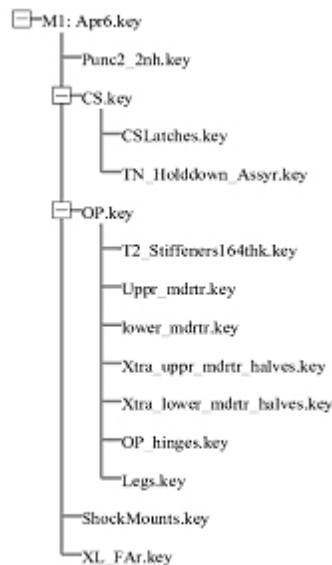 M1: Apr6.key
Punc2_2nh.key
CS.key
CSLatches.key
TN_Holddown_Assyr.key
OP.key
T2_Stiffeners164thk.key
Uppr_mdrtr.key
lower_mdrtr.key
Xtra_uppr_mdrtr_halves.key
Xtra_lower_mdrtr_halves.key
OP_hinges.key
Legs.key
ShockMounts.key
XL_FAr.key